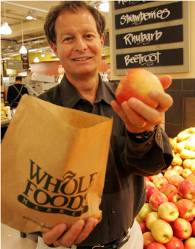 Strawberries
Rhubarb
Beetroot
WHOLE
FOODS
MARKET